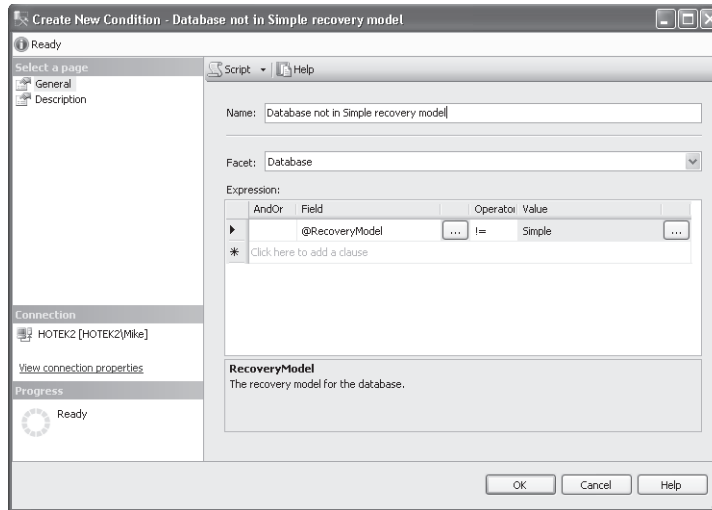 Create New Condition - Database not in Simple recovery model
Ready
Select a page
General
Description
Script
Help
Name: Database not in Simple recovery model
Facet: Database
Expression:
AndOr Field Operator Value
@RecoveryModel ... != Simple ...
Click here to add a clause
Connection
HOTEK2 [HOTEK2\Mike]
View connection properties
Progress
Ready
RecoveryModel
The recovery model for the database.
OK Cancel Help